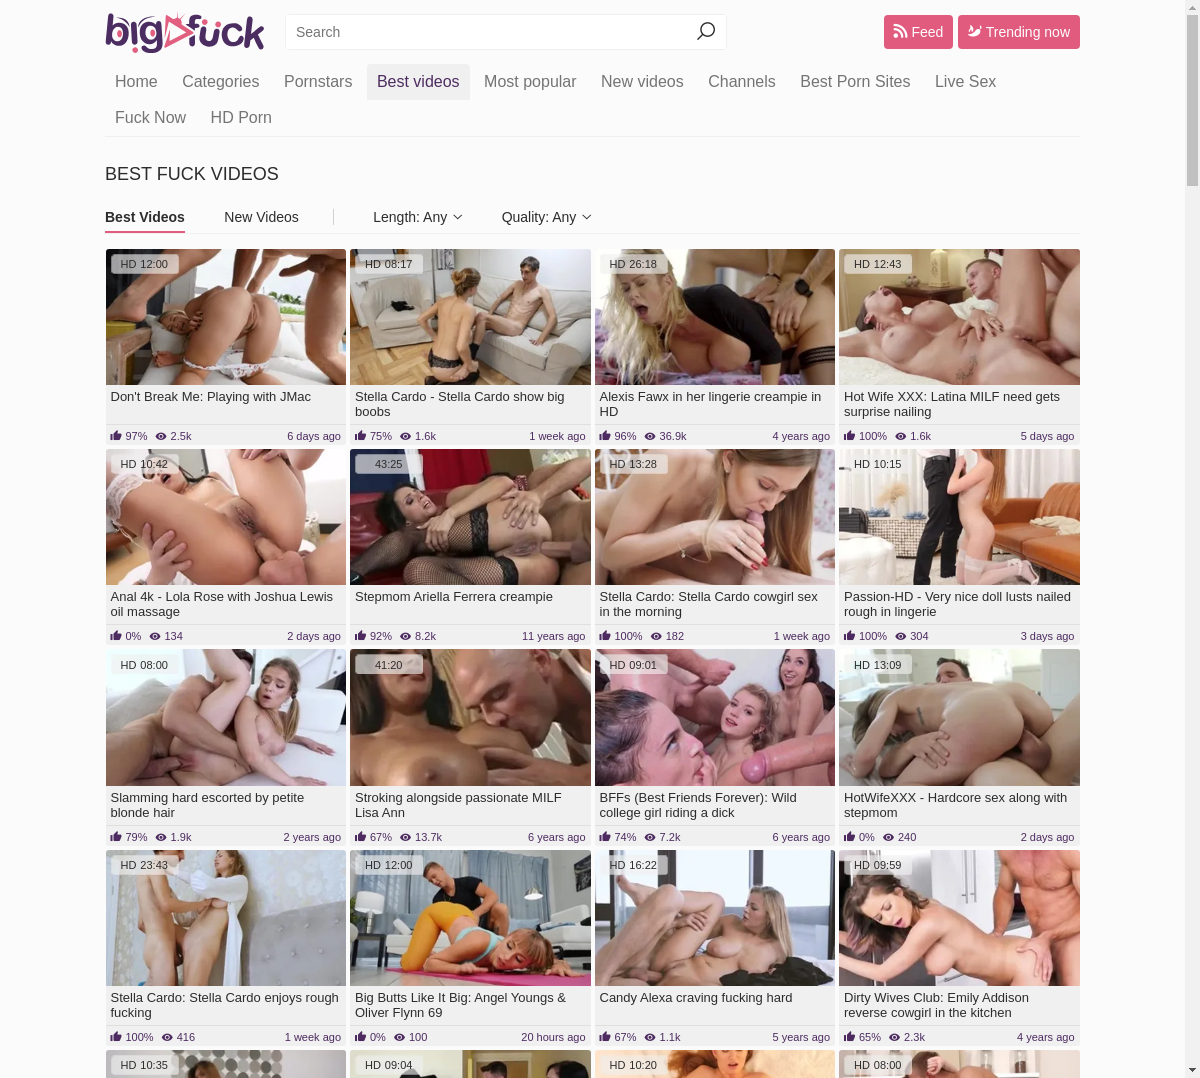 bigfuck
Search
Feed
Trending now
Home Categories Pornstars Best videos Most popular New videos Channels Best Porn Sites Live Sex
Fuck Now HD Porn
BEST FUCK VIDEOS
Best Videos New Videos Length: Any Quality: Any
HD 12:00
HD 08:17
HD 26:18
HD 12:43
Don't Break Me: Playing with JMac
97% 2.5k 6 days ago
Stella Cardo - Stella Cardo show big
boobs
75% 1.6k 1 week ago
Alexis Fawx in her lingerie creampie in
HD
96% 36.9k 4 years ago
Hot Wife XXX: Latina MILF need gets
surprise nailing
100% 1.6k 5 days ago
HD 10:42
43:25
HD 13:28
HD 10:15
Anal 4k - Lola Rose with Joshua Lewis
oil massage
0% 134 2 days ago
Stepmom Ariella Ferrera creampie
92% 8.2k 11 years ago
Stella Cardo: Stella Cardo cowgirl sex
in the morning
100% 182 1 week ago
Passion-HD - Very nice doll lusts nailed
rough in lingerie
100% 304 3 days ago
HD 08:00
41:20
HD 09:01
HD 13:09
Slamming hard escorted by petite
blonde hair
79% 1.9k 2 years ago
Stroking alongside passionate MILF
Lisa Ann
67% 13.7k 6 years ago
BFFs (Best Friends Forever): Wild
college girl riding a dick
74% 7.2k 6 years ago
HotWifeXXX - Hardcore sex along with
stepmom
0% 240 2 days ago
HD 23:43
HD 12:00
HD 16:22
HD 09:59
Stella Cardo: Stella Cardo enjoys rough
fucking
100% 416 1 week ago
Big Butts Like It Big: Angel Youngs &
Oliver Flynn 69
0% 100 20 hours ago
Candy Alexa craving fucking hard
67% 1.1k 5 years ago
Dirty Wives Club: Emily Addison
reverse cowgirl in the kitchen
65% 2.3k 4 years ago
HD 10:35
HD 09:04
HD 10:20
HD 08:00